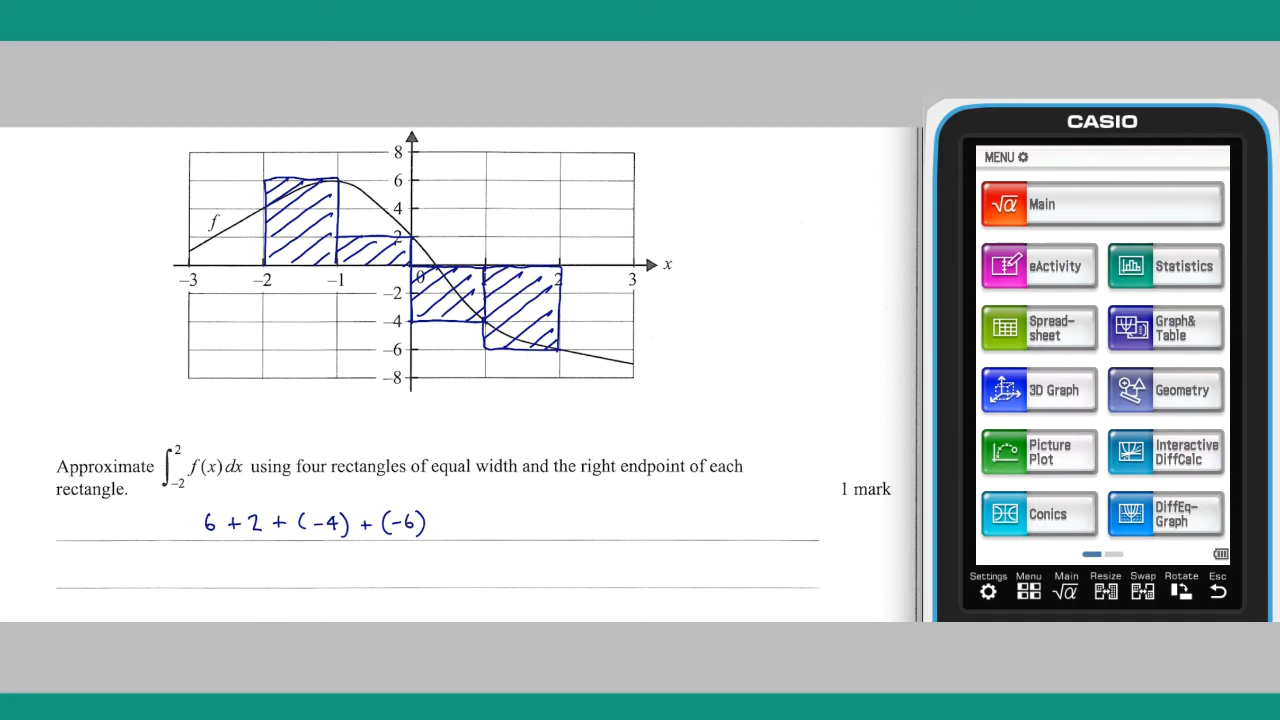 8
6
4
2
f
x
–3 –2 –1 0 2 3
–2
–4
–6
–8
Approximate ∫_{–2}^{2} f(x) dx using four rectangles of equal width and the right endpoint of each
rectangle.
1 mark
6 + 2 + (-4) + (-6)
CASIO
MENU
√α Main
eActivity
Statistics
Spread-
sheet
Graph&
Table
3D Graph
Geometry
Picture
Plot
Interactive
DiffCalc
Conics
DiffEq-
Graph
Settings Menu Main Resize Swap Rotate Esc
√α